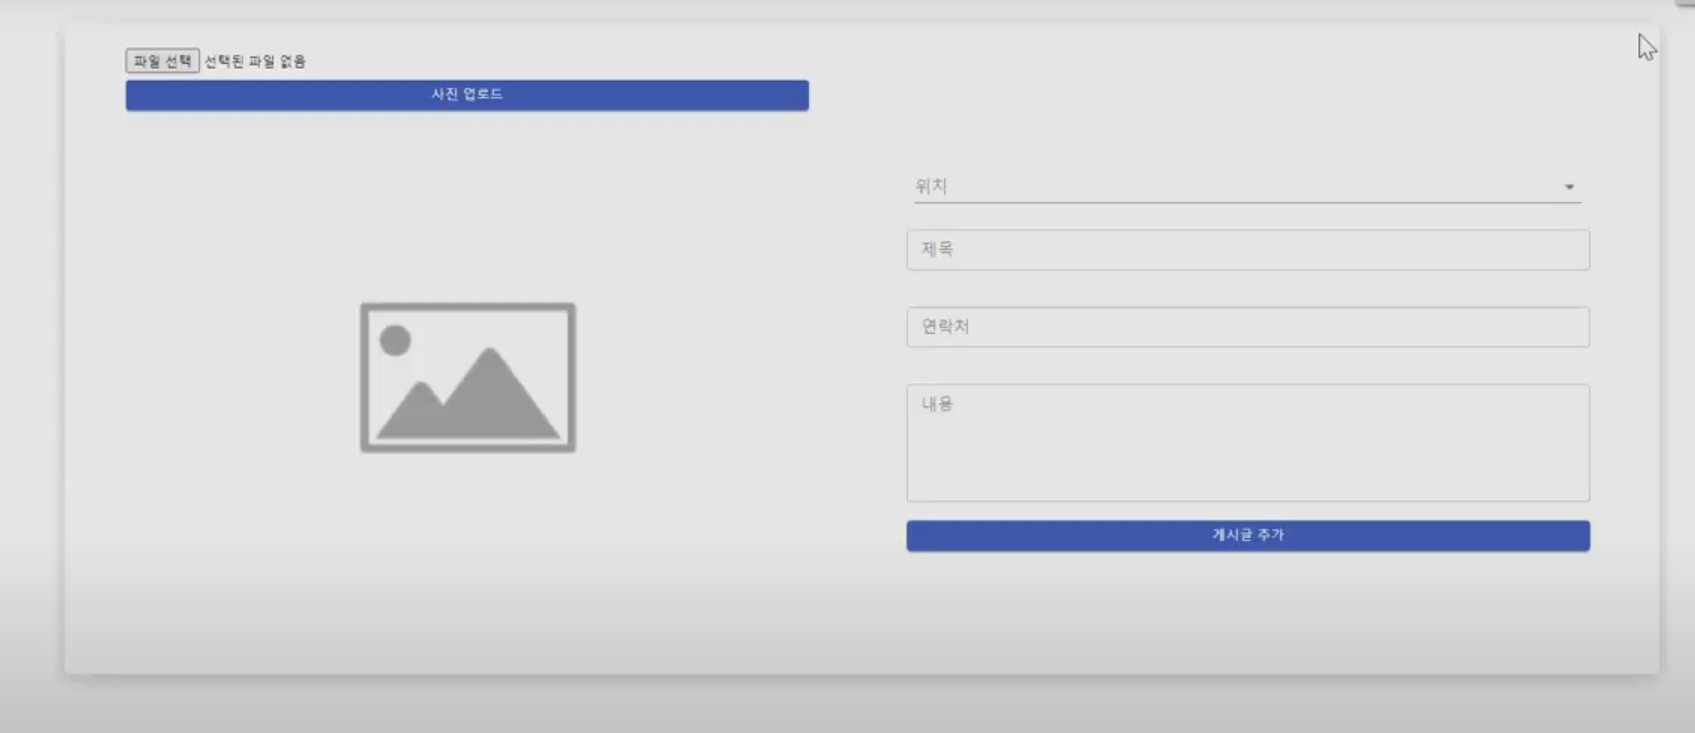 파일 선택 선택된 파일 없음
사진 업로드
위치
제목
연락처
내용
게시글 추가